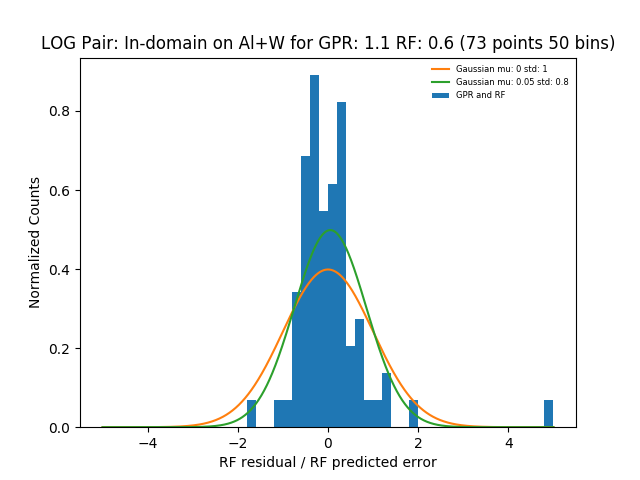 LOG Pair: In-domain on Al+W for GPR: 1.1 RF: 0.6 (73 points 50 bins)
Gaussian mu: 0 std: 1
Gaussian mu: 0.05 std: 0.8
GPR and RF
Normalized Counts
0.8
0.6
0.4
0.2
0.0
−4 −2 0 2 4
RF residual / RF predicted error